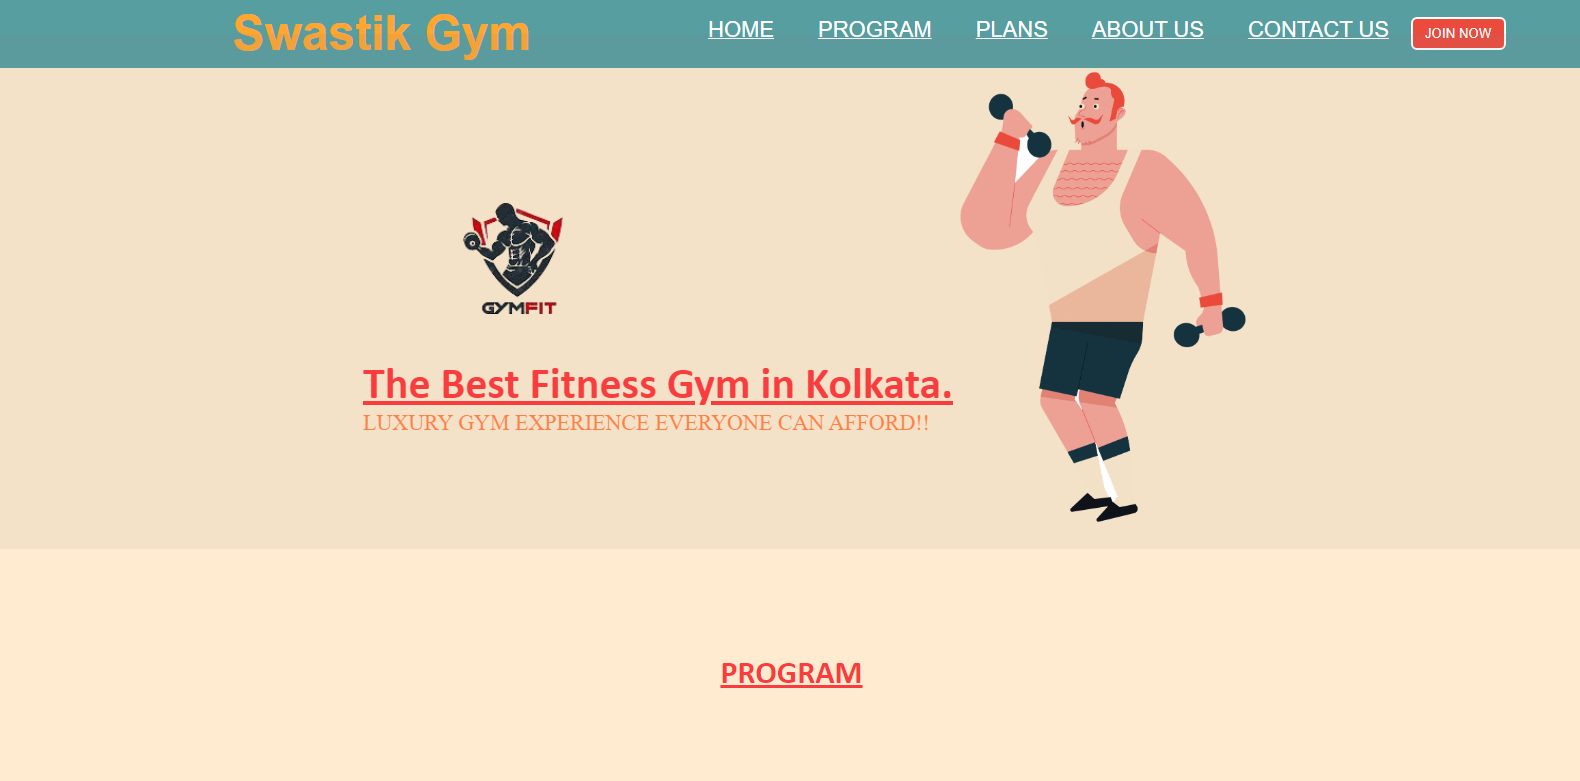 Swastik Gym
HOME PROGRAM PLANS ABOUT US CONTACT US JOIN NOW
GYMFIT
The Best Fitness Gym in Kolkata.
LUXURY GYM EXPERIENCE EVERYONE CAN AFFORD!!
PROGRAM